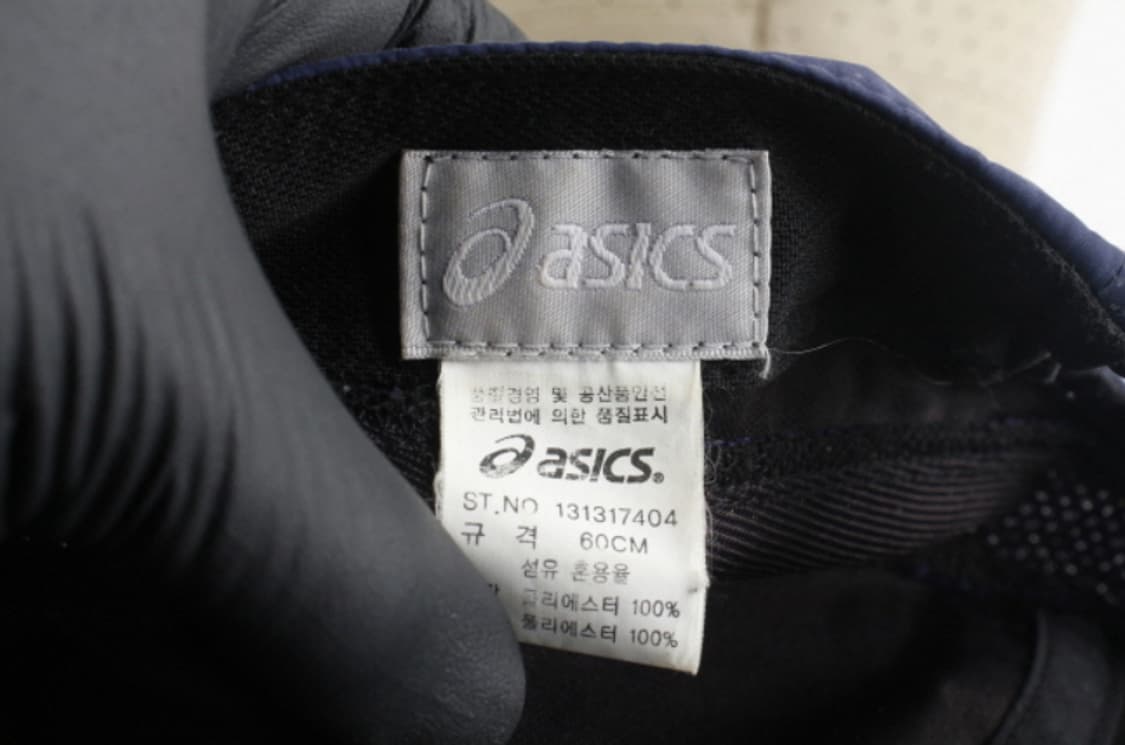 asics
품질/경영 및 공산품안전
관리법에 의한 품질표시
asics®
ST.NO 131317404
규 격 60CM
섬유 혼용율
폴리에스터 100%
폴리에스터 100%